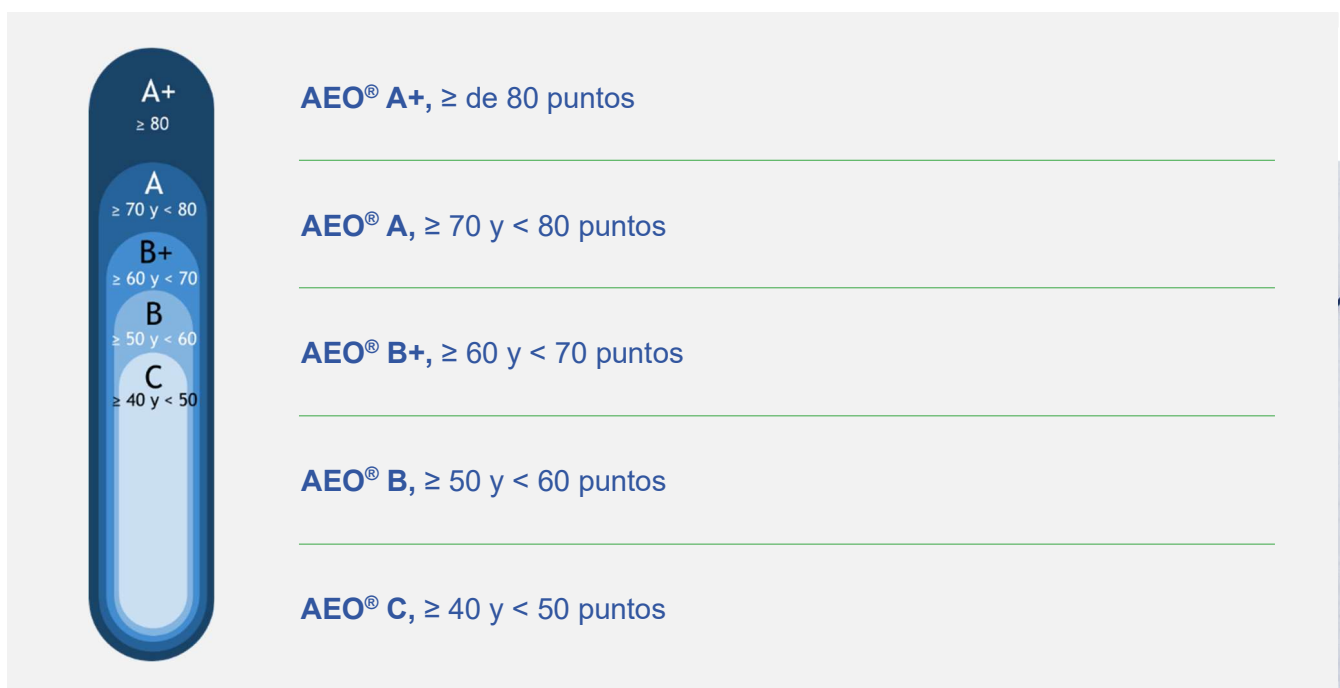 A+
≥ 80
A
≥ 70 y < 80
B+
≥ 60 y < 70
B
≥ 50 y < 60
C
≥ 40 y < 50
AEO® A+, ≥ de 80 puntos
AEO® A, ≥ 70 y < 80 puntos
AEO® B+, ≥ 60 y < 70 puntos
AEO® B, ≥ 50 y < 60 puntos
AEO® C, ≥ 40 y < 50 puntos